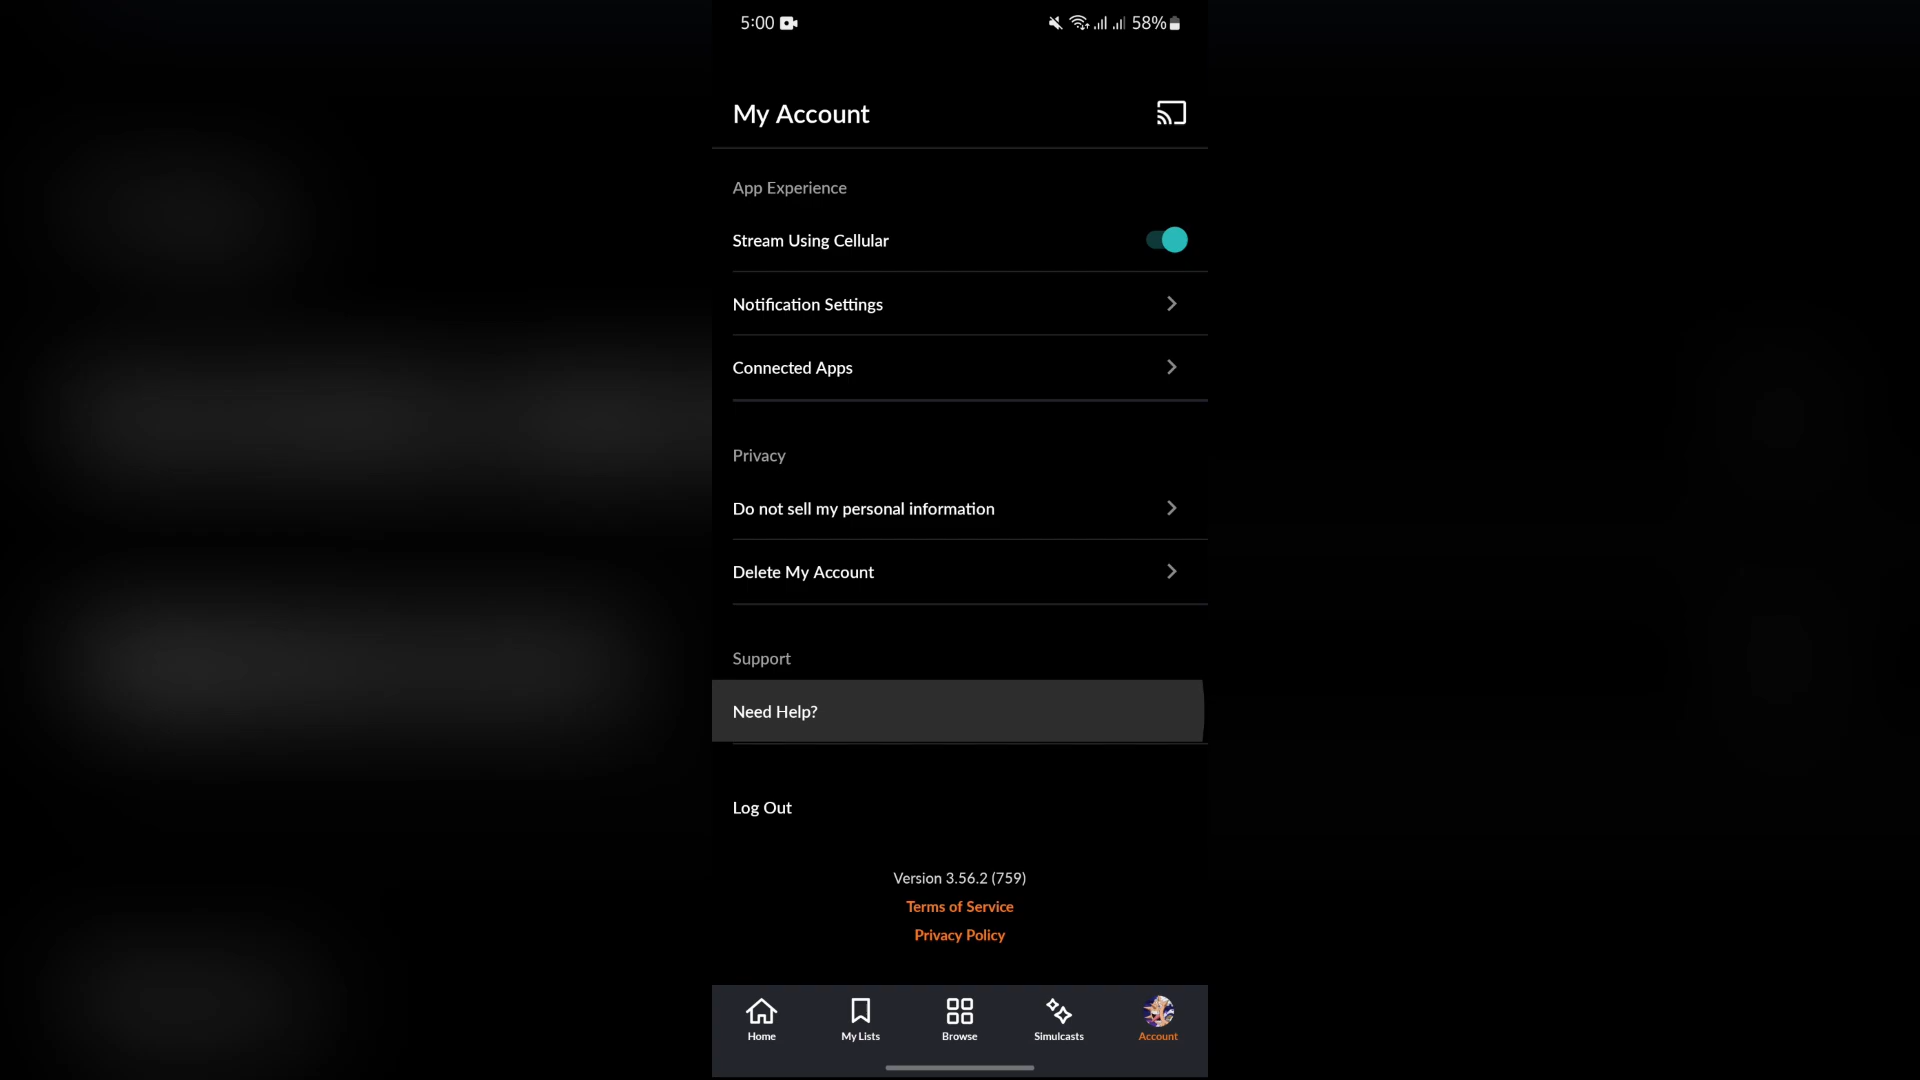 5:00
58%
My Account
App Experience
Stream Using Cellular
Notification Settings
Connected Apps
Privacy
Do not sell my personal information
Delete My Account
Support
Need Help?
Log Out
Version 3.56.2 (759)
Terms of Service
Privacy Policy
Home
My Lists
Browse
Simulcasts
Account